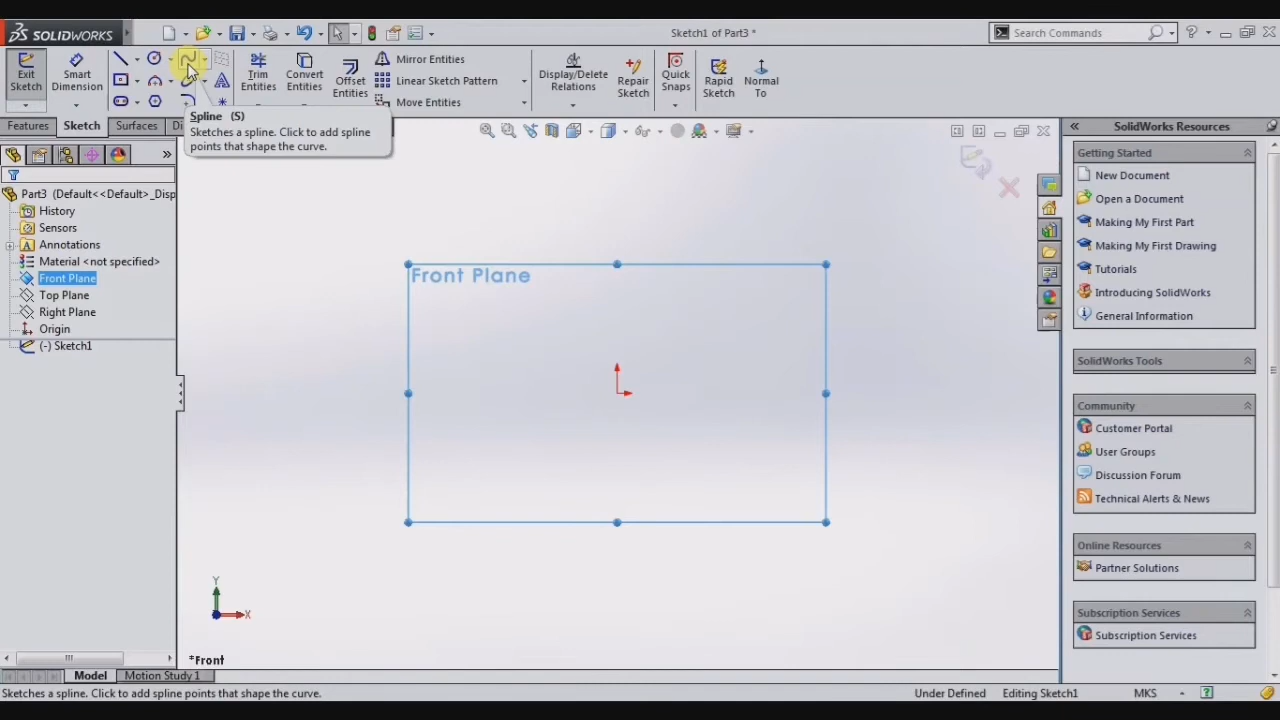 SOLIDWORKS
Sketch1 of Part3 *
Search Commands
Exit Sketch
Smart Dimension
Trim Entities
Convert Entities
Offset Entities
Mirror Entities
Linear Sketch Pattern
Move Entities
Display/Delete Relations
Repair Sketch
Quick Snaps
Rapid Sketch
Normal To
Features
Sketch
Surfaces
Di
Spline (S)
Sketches a spline. Click to add spline
points that shape the curve.
Part3 (Default<<Default>_Disp
History
Sensors
Annotations
Material <not specified>
Front Plane
Top Plane
Right Plane
Origin
(-) Sketch1
Front Plane
Y
X
*Front
SolidWorks Resources
Getting Started
New Document
Open a Document
Making My First Part
Making My First Drawing
Tutorials
Introducing SolidWorks
General Information
SolidWorks Tools
Community
Customer Portal
User Groups
Discussion Forum
Technical Alerts & News
Online Resources
Partner Solutions
Subscription Services
Subscription Services
Model
Motion Study 1
Sketches a spline. Click to add spline points that shape the curve.
Under Defined
Editing Sketch1
MKS